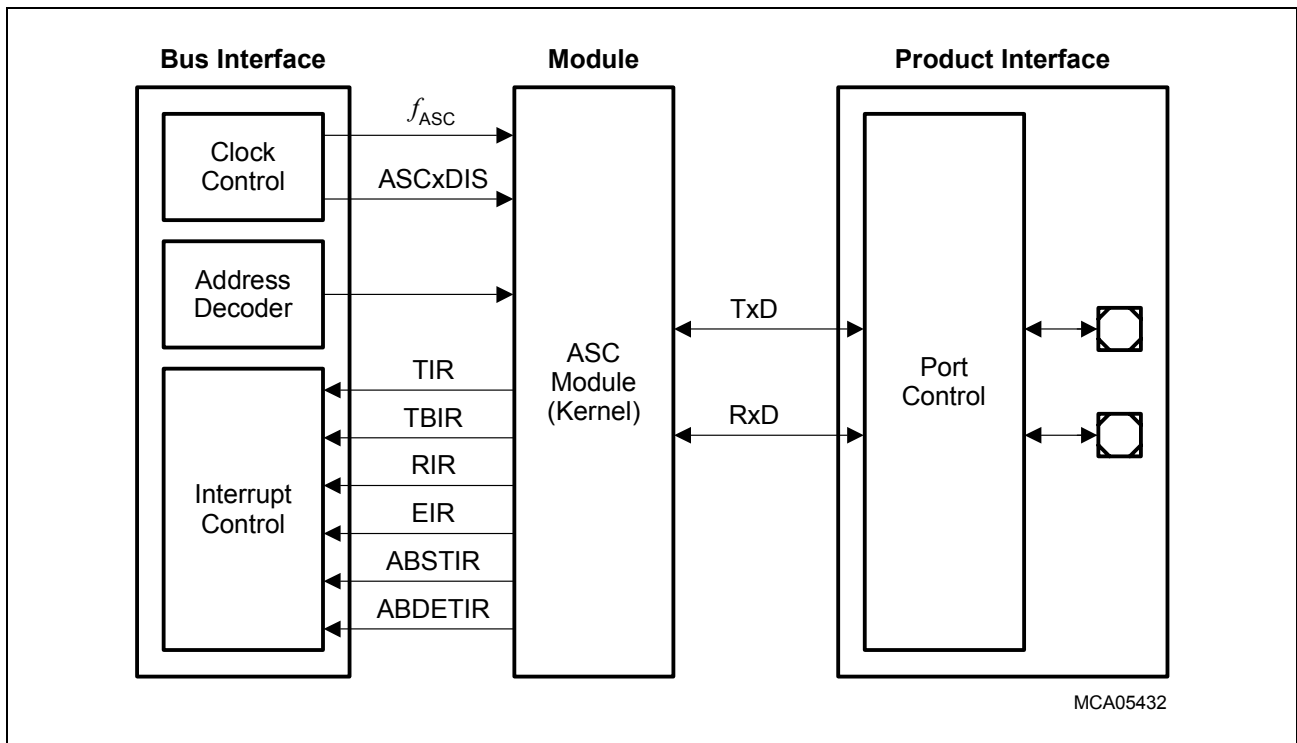 Bus Interface
Module
Product Interface
Clock
Control
f ASC
ASCxDIS
Address
Decoder
Interrupt
Control
TIR
TBIR
RIR
EIR
ABSTIR
ABDETIR
ASC
Module
(Kernel)
TxD
RxD
Port
Control
MCA05432